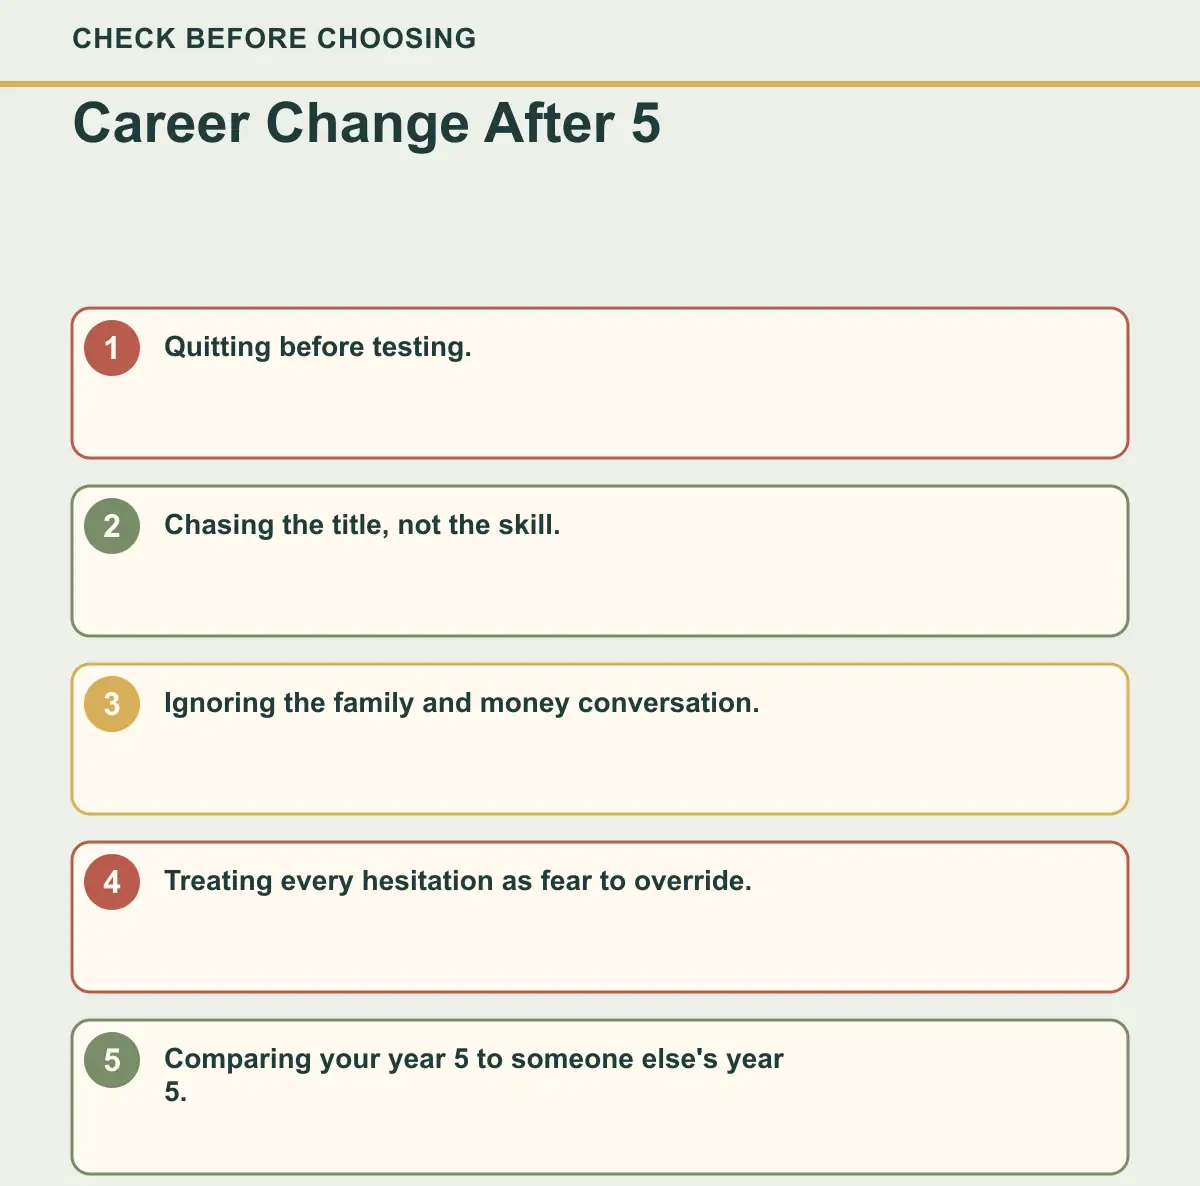 CHECK BEFORE CHOOSING
Career Change After 5
1
Quitting before testing.
2
Chasing the title, not the skill.
3
Ignoring the family and money conversation.
4
Treating every hesitation as fear to override.
5
Comparing your year 5 to someone else's year
5.